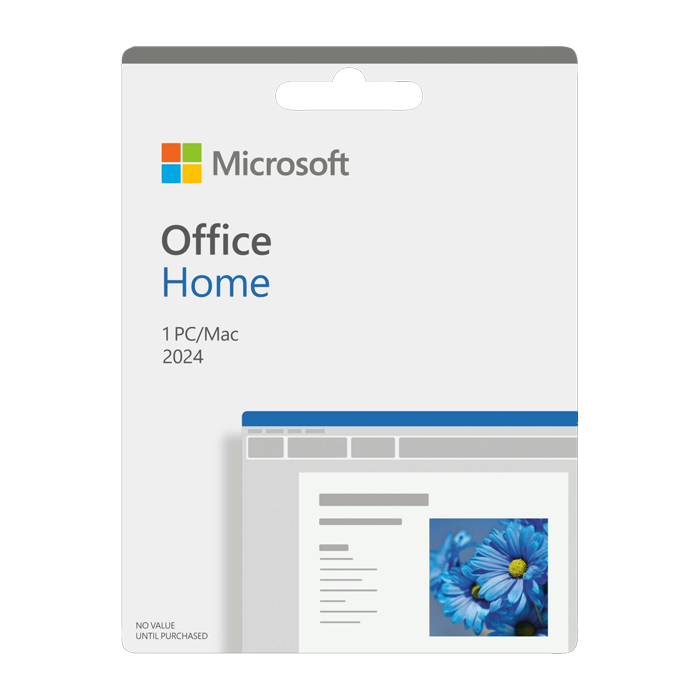 Microsoft
Office
Home
1 PC/Mac
2024
NO VALUE
UNTIL PURCHASED